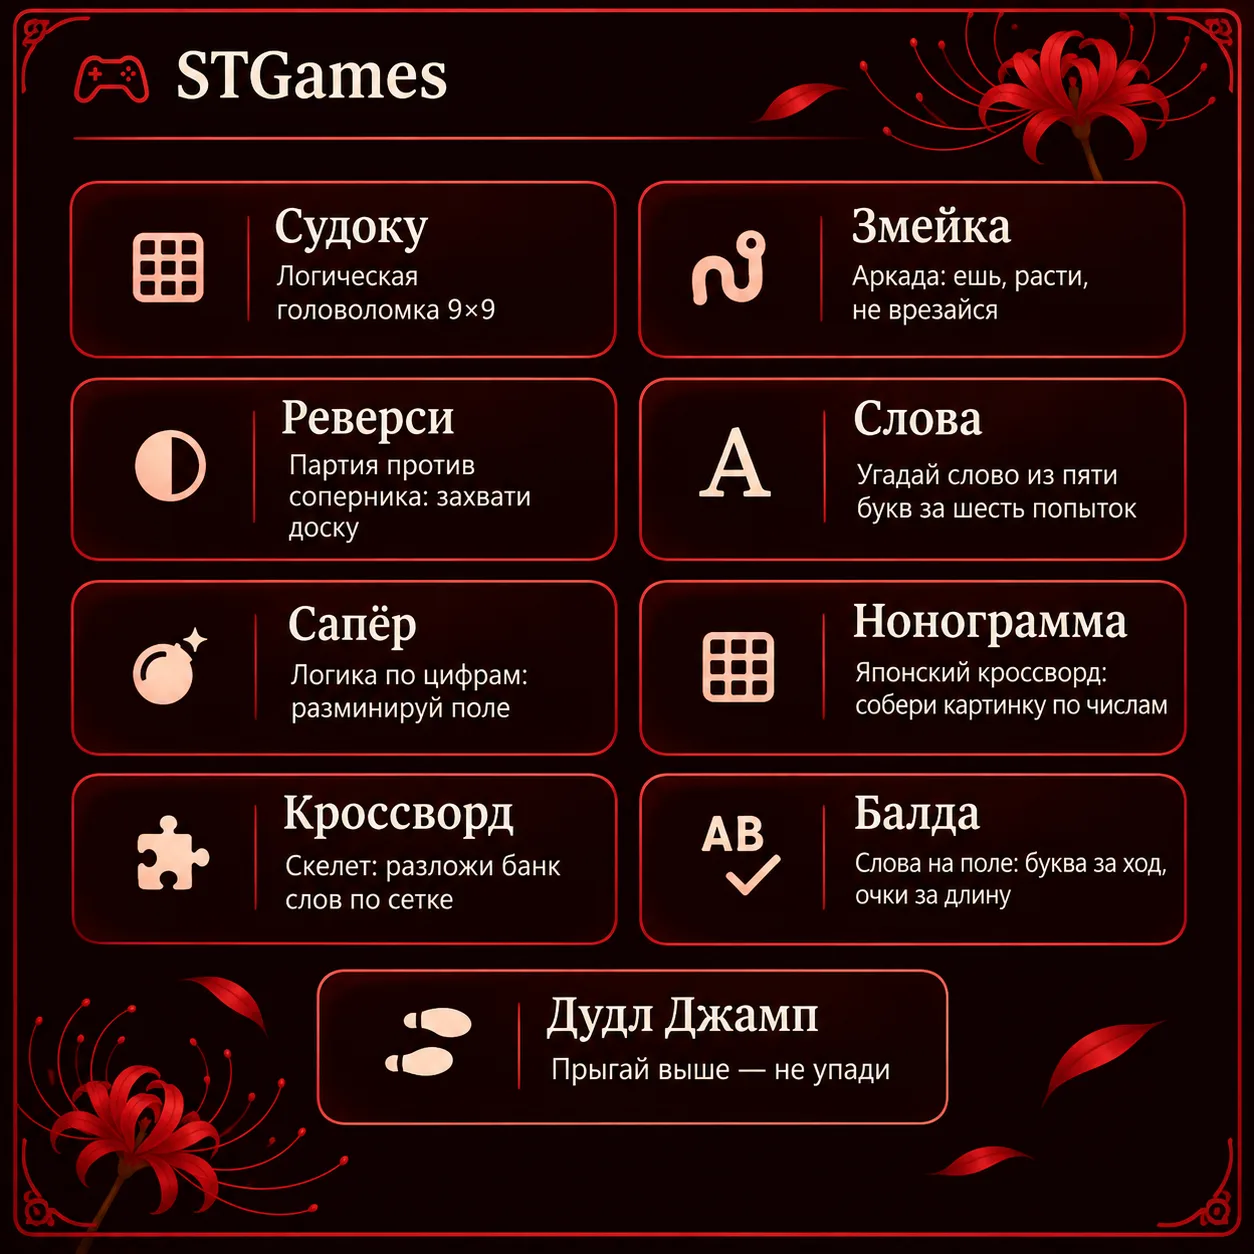 STGames
Судоку
Логическая
головоломка 9×9
Змейка
Аркада: ешь, расти,
не врезайся
Реверси
Партия против
соперника: захвати
доску
A
Слова
Угадай слово из пяти
букв за шесть попыток
Сапёр
Логика по цифрам:
разминируй поле
Нонограмма
Японский кроссворд:
собери картинку по числам
Кроссворд
Скелет: разложи банк
слов по сетке
AB
Балда
Слова на поле: буква за ход,
очки за длину
Дудл Джамп
Прыгай выше — не упади